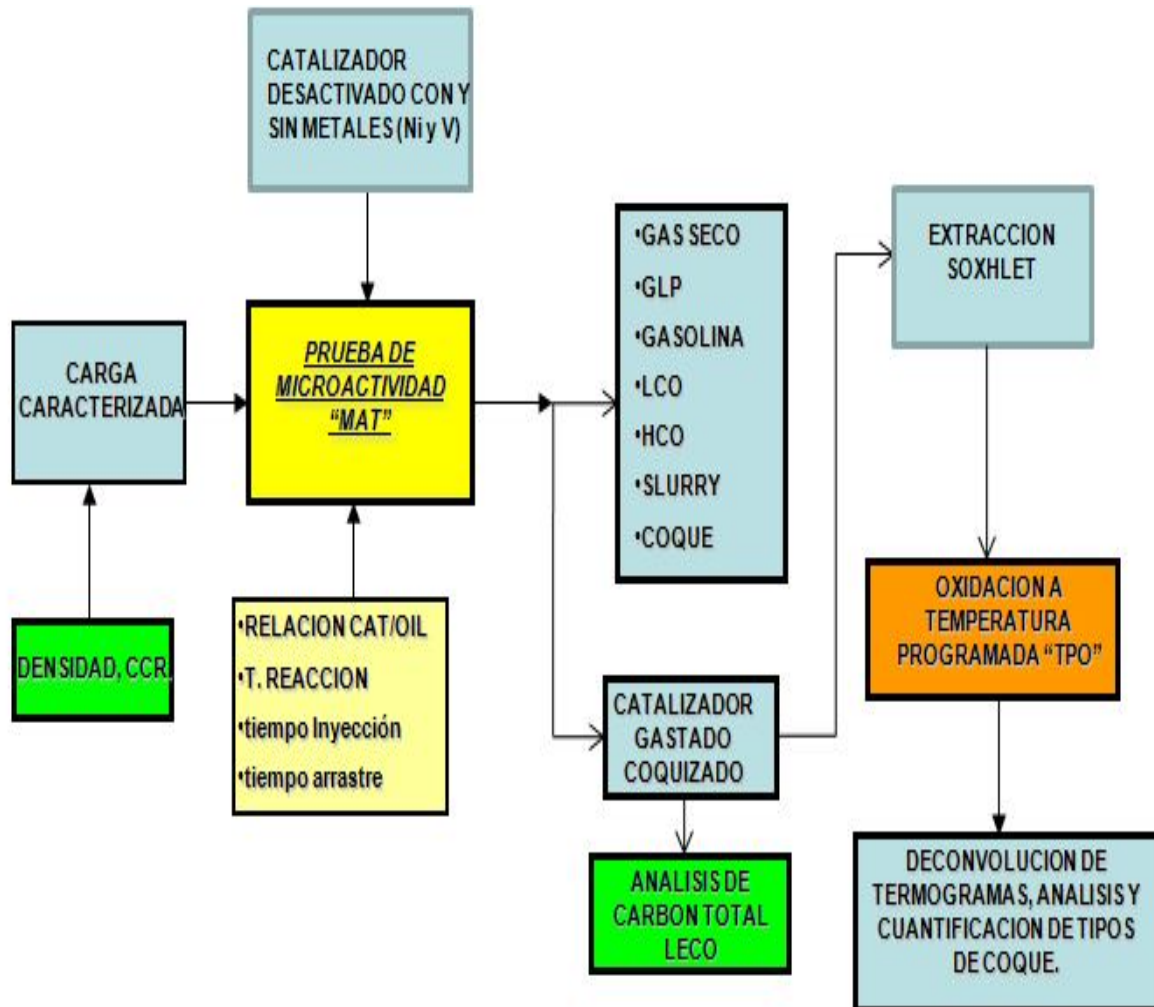 CATALIZADOR
DESACTIVADO CON Y
SIN METALES (Ni y V)
CARGA
CARACTERIZADA
DENSIDAD, CCR.
PRUEBA DE
MICROACTIVIDAD
“MAT”
•RELACION CAT/OIL
•T. REACCION
•tiempo Inyección
•tiempo arrastre
•GAS SECO
•GLP
•GASOLINA
•LCO
•HCO
•SLURRY
•COQUE
CATALIZADOR
GASTADO
COQUIZADO
ANALISIS DE
CARBON TOTAL
LECO
EXTRACCION
SOXHLET
OXIDACION A
TEMPERATURA
PROGRAMADA “TPO”
DECONVOLUCION DE
TERMOGRAMAS, ANALISIS Y
CUANTIFICACION DE TIPOS
DE COQUE.